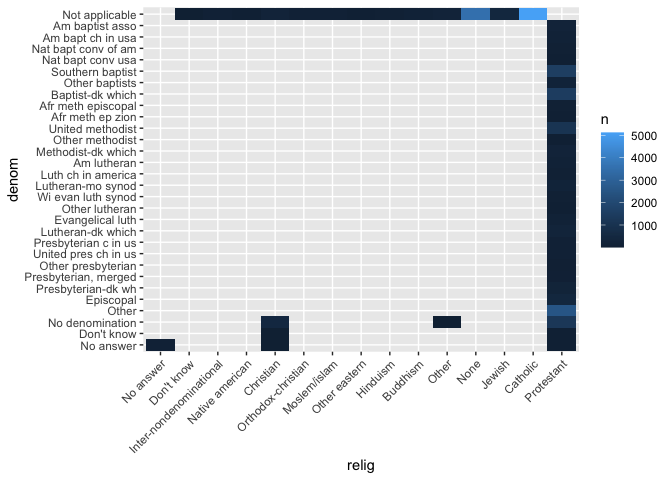 Not applicable
Am baptist asso
Am bapt ch in usa
Nat bapt conv of am
Nat bapt conv usa
Southern baptist
Other baptists
Baptist-dk which
Afr meth episcopal
Afr meth ep zion
United methodist
Other methodist
Methodist-dk which
Am lutheran
Luth ch in america
Lutheran-mo synod
Wi evan luth synod
Other lutheran
Evangelical luth
Lutheran-dk which
Presbyterian c in us
United pres ch in us
Other presbyterian
Presbyterian, merged
Presbyterian-dk wh
Episcopal
Other
No denomination
Don't know
No answer
denom
No answer
Don't know
Inter-nondenominational
Native american
Christian
Orthodox-christian
Moslem/islam
Other eastern
Hinduism
Buddhism
Other
None
Jewish
Catholic
Protestant
relig
n
5000
4000
3000
2000
1000